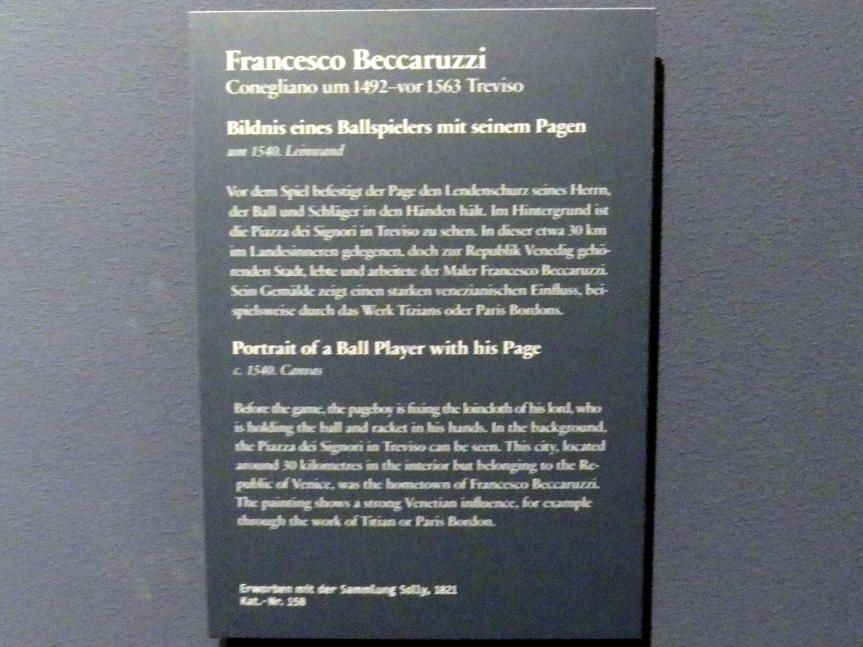 Francesco Beccaruzzi
Conegliano um 1492–vor 1563 Treviso
Bildnis eines Ballspielers mit seinem Pagen
um 1540. Leinwand
Vor dem Spiel befestigt der Page den Lendenschurz seines Herrn,
der Ball und Schläger in den Händen hält. Im Hintergrund ist
die Piazza dei Signori in Treviso zu sehen. In dieser etwa 30 km
im Landesinneren gelegenen, doch zur Republik Venedig gehö-
renden Stadt, lebte und arbeitete der Maler Francesco Beccaruzzi.
Sein Gemälde zeigt einen starken venezianischen Einfluss, bei-
spielsweise durch das Werk Tizians oder Paris Bordons.
Portrait of a Ball Player with his Page
c. 1540. Canvas
Before the game, the pageboy is fixing the loincloth of his lord, who
is holding the ball and racket in his hands. In the background,
the Piazza dei Signori in Treviso can be seen. This city, located
around 30 kilometres in the interior but belonging to the Re-
public of Venice, was the hometown of Francesco Beccaruzzi.
The painting shows a strong Venetian influence, for example
through the work of Titian or Paris Bordon.
Erworben mit der Sammlung Solly, 1821
Kat.-Nr. 158